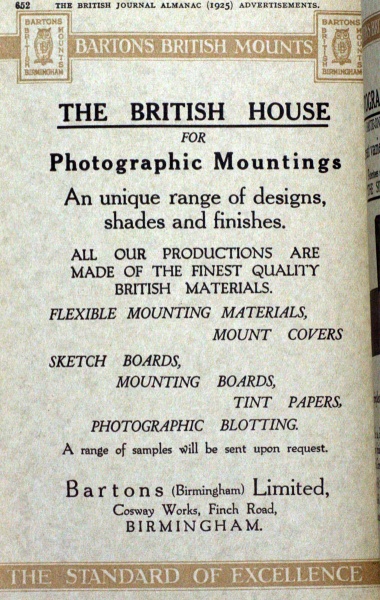 652 THE BRITISH JOURNAL ALMANAC (1925) ADVERTISEMENTS.
BARTONS
BRITISH MOUNTS
BIRMINGHAM
BARTONS BRITISH MOUNTS
BARTONS
BRITISH MOUNTS
BIRMINGHAM
THE BRITISH HOUSE
FOR
Photographic Mountings
An unique range of designs,
shades and finishes.
ALL OUR PRODUCTIONS ARE
MADE OF THE FINEST QUALITY
BRITISH MATERIALS.
FLEXIBLE MOUNTING MATERIALS,
MOUNT COVERS
SKETCH BOARDS,
MOUNTING BOARDS,
TINT PAPERS,
PHOTOGRAPHIC BLOTTING.
A range of samples will be sent upon request.
Bartons (Birmingham) Limited,
Cosway Works, Finch Road,
BIRMINGHAM.
THE STANDARD OF EXCELLENCE